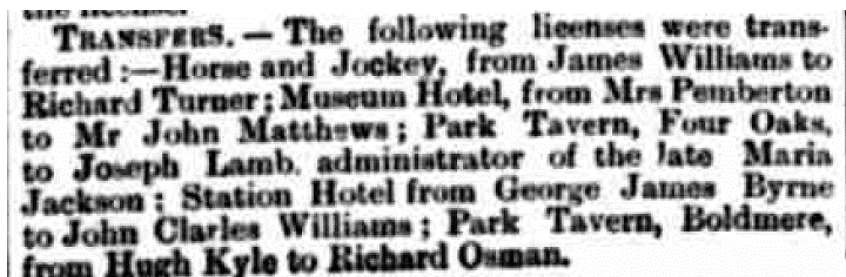 the license.
TRANSFERS.—The following licenses were trans-
ferred:—Horse and Jockey, from James Williams to
Richard Turner; Museum Hotel, from Mrs Pemberton
to Mr John Matthews; Park Tavern, Four Oaks,
to Joseph Lamb, administrator of the late Maria
Jackson; Station Hotel from George James Byrne
to John Clarles Williams; Park Tavern, Boldmere,
from Hugh Kyle to Richard Osman.